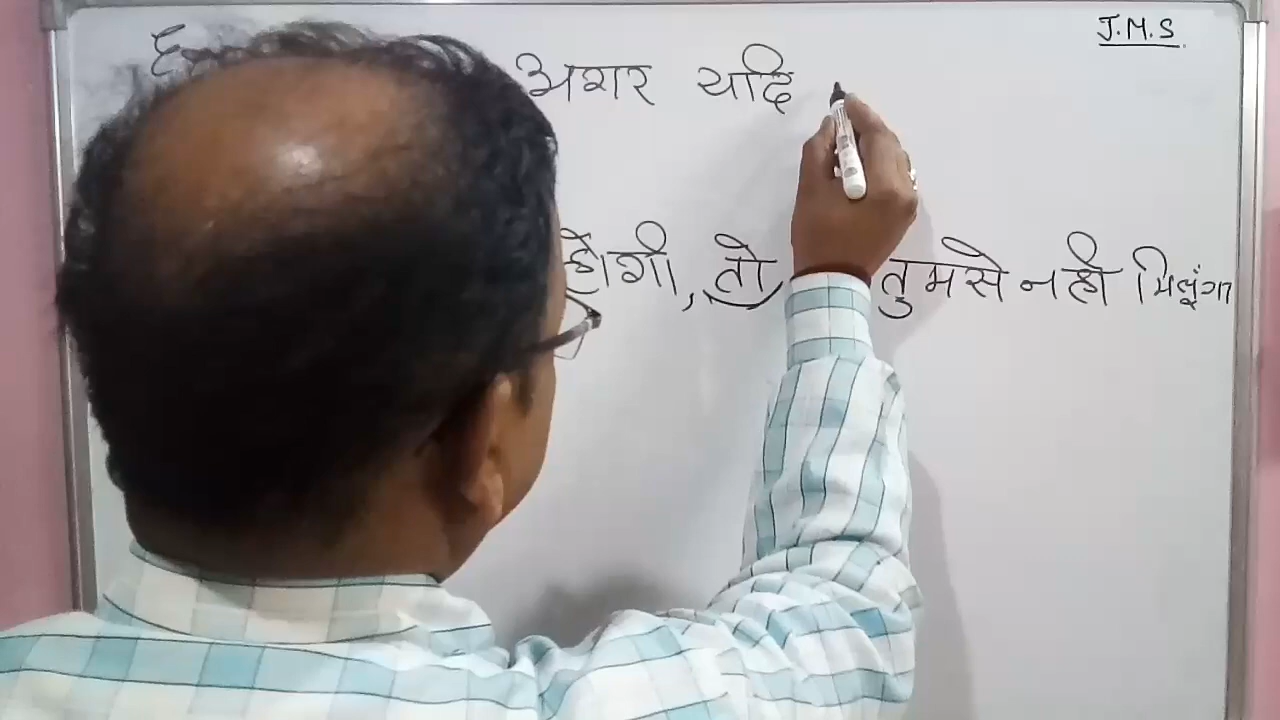 J.M.S
अगर यदि
होगी, तो तुमसे नही मिलूंगा